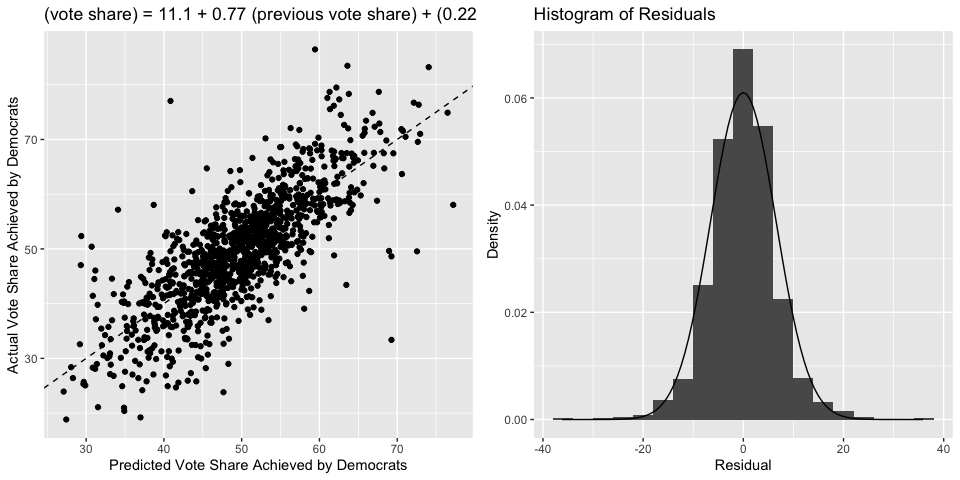 (vote share) = 11.1 + 0.77 (previous vote share) + (0.22
Actual Vote Share Achieved by Democrats
70
50
30
30
40
50
60
70
Predicted Vote Share Achieved by Democrats
Histogram of Residuals
Density
0.06
0.04
0.02
0.00
-40
-20
0
20
40
Residual